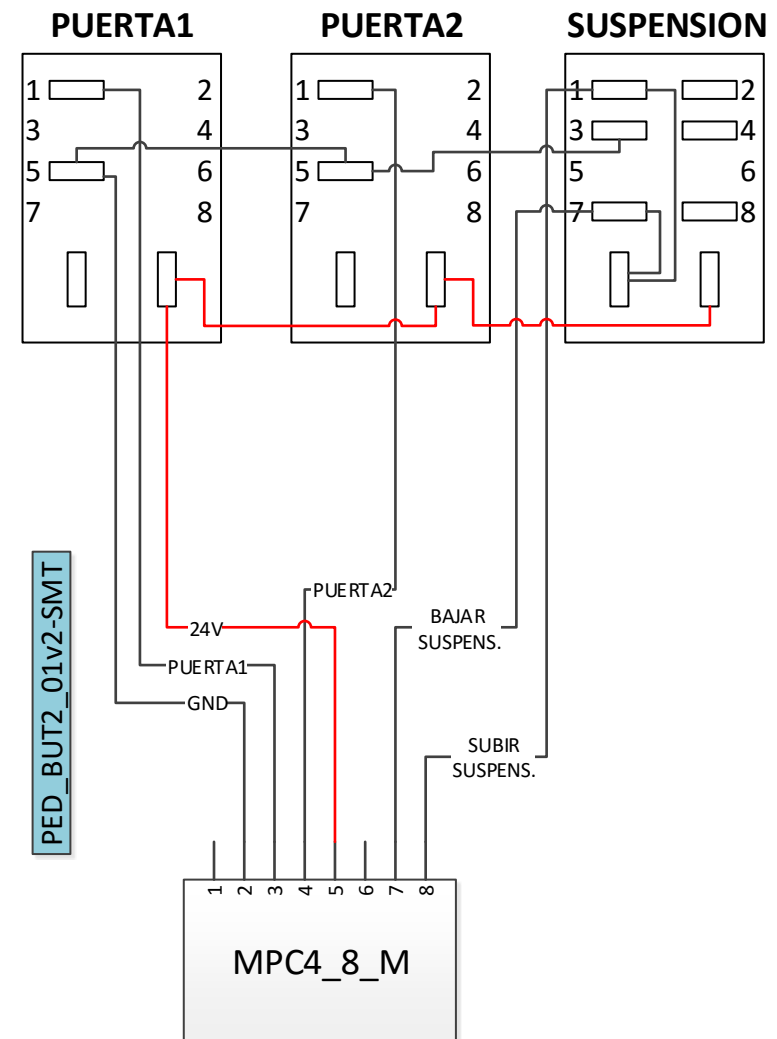 PUERTA1
PUERTA2
SUSPENSION
1 2
3 4
5 6
7 8
1 2
3 4
5 6
7 8
1 2
3 4
5 6
7 8
PUERTA2
24V
BAJAR
SUSPENS.
PUERTA1
GND
SUBIR
SUSPENS.
PED_BUT2_01v2-SMT
1 2 3 4 5 6 7 8
MPC4_8_M